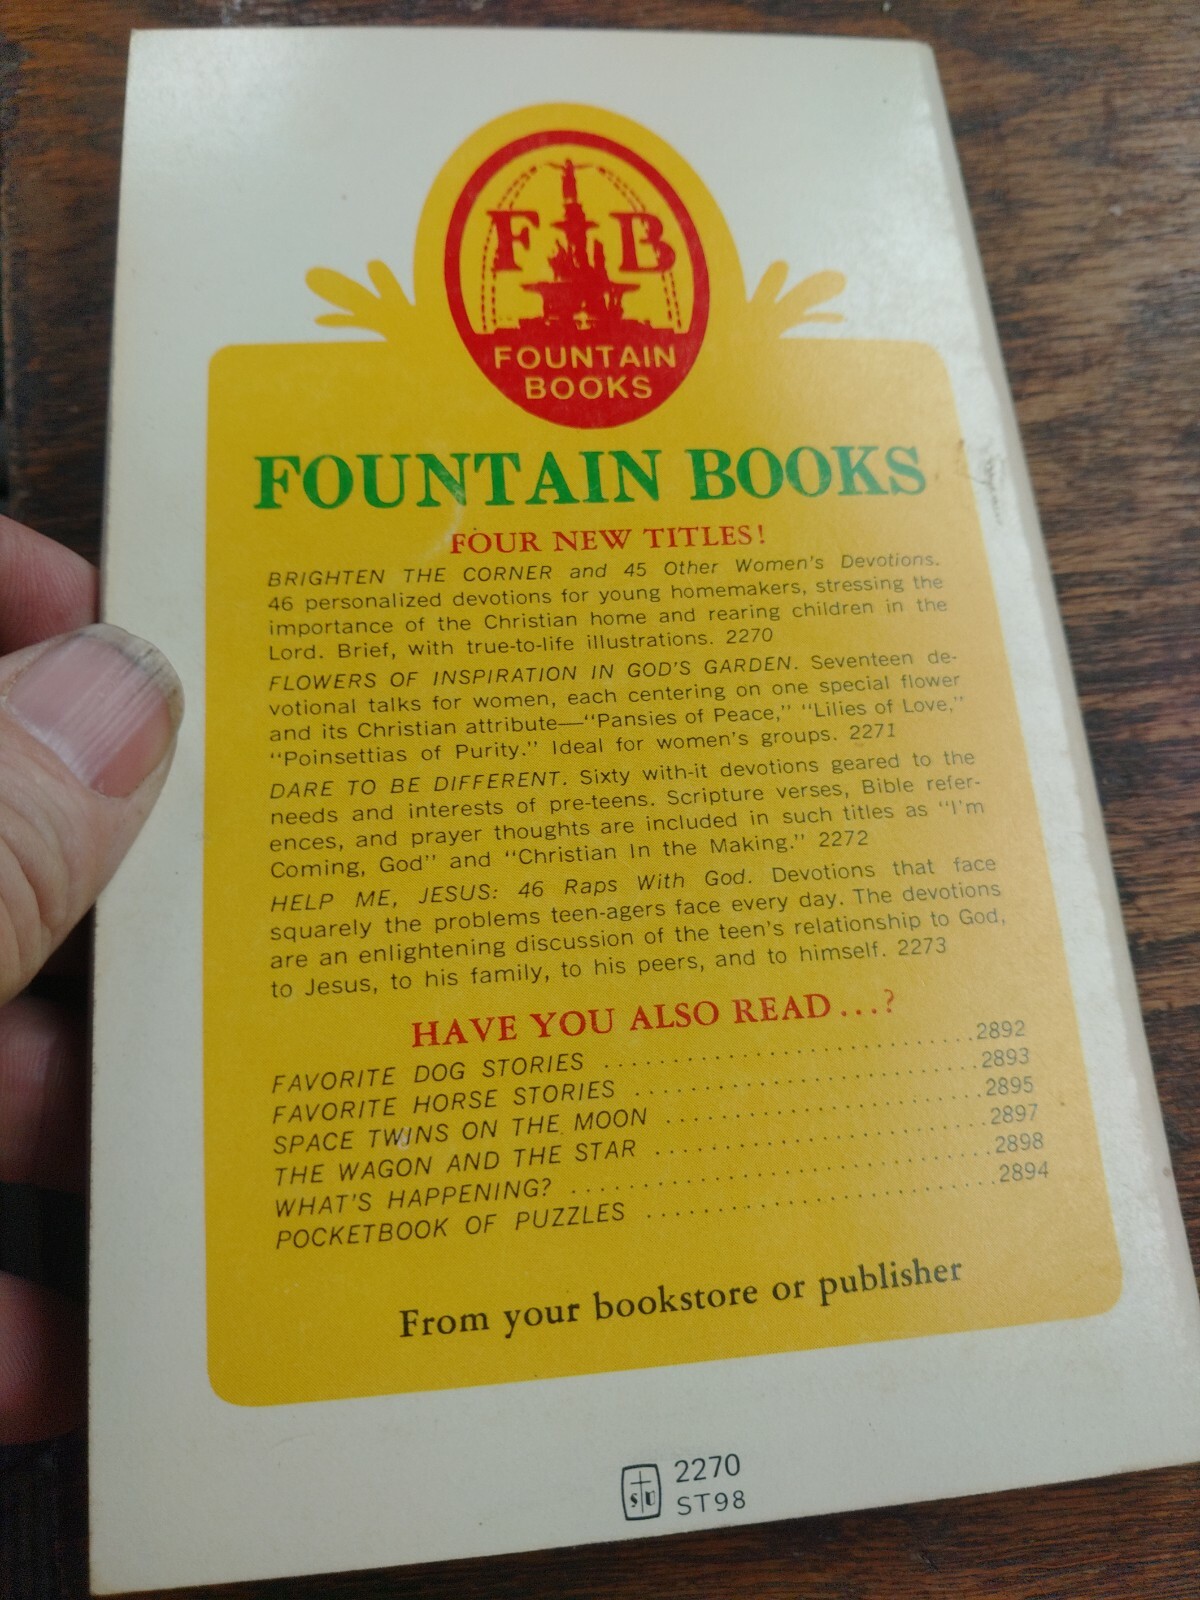 F B
FOUNTAIN
BOOKS
FOUNTAIN BOOKS
FOUR NEW TITLES!
BRIGHTEN THE CORNER and 45 Other Women's Devotions.
46 personalized devotions for young homemakers, stressing the
importance of the Christian home and rearing children in the
Lord. Brief, with true-to-life illustrations. 2270
FLOWERS OF INSPIRATION IN GOD'S GARDEN. Seventeen de-
votional talks for women, each centering on one special flower
and its Christian attribute—"Pansies of Peace," "Lilies of Love,"
"Poinsettias of Purity." Ideal for women's groups. 2271
DARE TO BE DIFFERENT. Sixty with-it devotions geared to the
needs and interests of pre-teens. Scripture verses, Bible refer-
ences, and prayer thoughts are included in such titles as "I'm
Coming, God" and "Christian In the Making." 2272
HELP ME, JESUS: 46 Raps With God. Devotions that face
squarely the problems teen-agers face every day. The devotions
are an enlightening discussion of the teen's relationship to God,
to Jesus, to his family, to his peers, and to himself. 2273
HAVE YOU ALSO READ...?
FAVORITE DOG STORIES ..............................2892
FAVORITE HORSE STORIES ............................2893
SPACE TWINS ON THE MOON ..........................2895
THE WAGON AND THE STAR ...........................2897
WHAT'S HAPPENING? .................................2898
POCKETBOOK OF PUZZLES .............................2894
From your bookstore or publisher
SU 2270
ST98